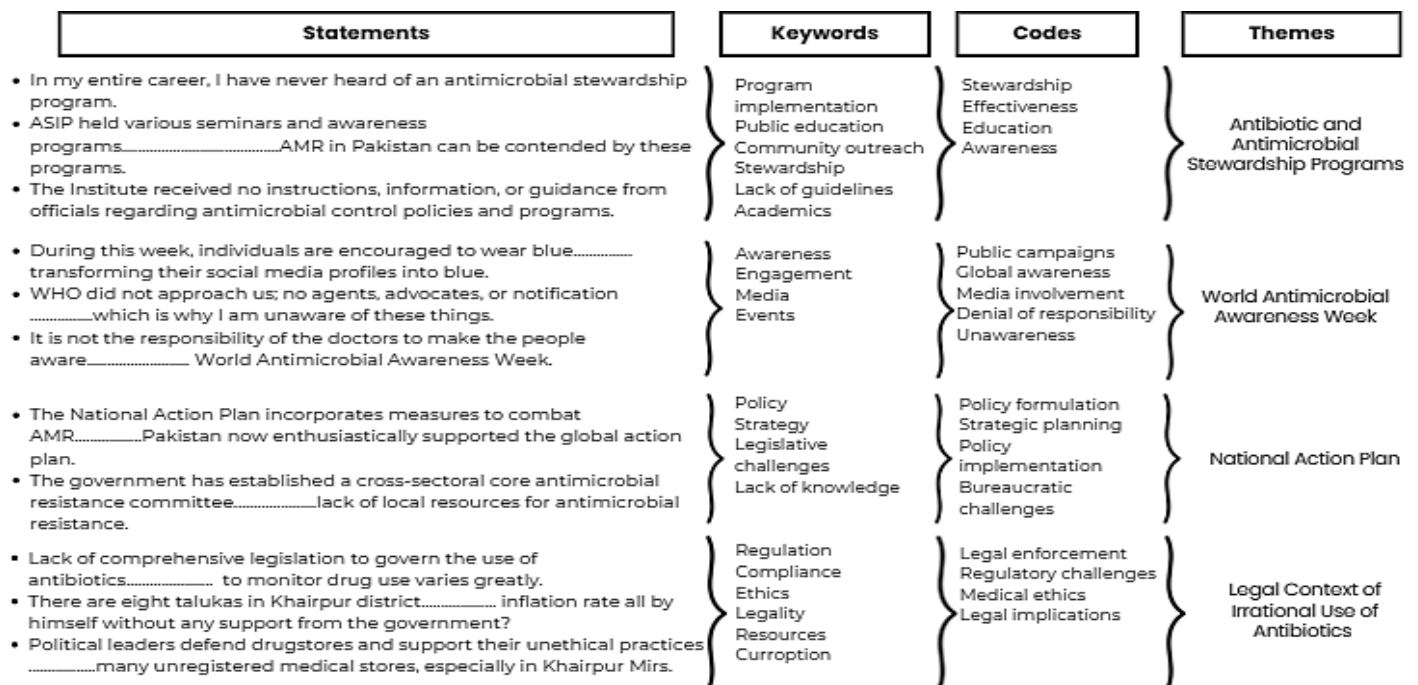 Statements
Keywords
Codes
Themes
• In my entire career, I have never heard of an antimicrobial stewardship
program.
• ASIP held various seminars and awareness
programs..............................AMR in Pakistan can be contended by these
programs.
• The Institute received no instructions, information, or guidance from
officials regarding antimicrobial control policies and programs.
Program
implementation
Public education
Community outreach
Stewardship
Lack of guidelines
Academics
Stewardship
Effectiveness
Education
Awareness
Antibiotic and
Antimicrobial
Stewardship Programs
• During this week, individuals are encouraged to wear blue...........
transforming their social media profiles into blue.
• WHO did not approach us; no agents, advocates, or notification
............which is why I am unaware of these things.
• It is not the responsibility of the doctors to make the people
aware................... World Antimicrobial Awareness Week.
Awareness
Engagement
Media
Events
Public campaigns
Global awareness
Media involvement
Denial of responsibility
Unawareness
World Antimicrobial
Awareness Week
• The National Action Plan incorporates measures to combat
AMR............Pakistan now enthusiastically supported the global action
plan.
• The government has established a cross-sectoral core antimicrobial
resistance committee................lack of local resources for antimicrobial
resistance.
Policy
Strategy
Legislative
challenges
Lack of knowledge
Policy formulation
Strategic planning
Policy
implementation
Bureaucratic
challenges
National Action Plan
▪ Lack of comprehensive legislation to govern the use of
antibiotics................ to monitor drug use varies greatly.
• There are eight talukas in Khairpur district.............. inflation rate all by
himself without any support from the government?
• Political leaders defend drugstores and support their unethical practices
.............many unregistered medical stores, especially in Khairpur Mirs.
Regulation
Compliance
Ethics
Legality
Resources
Curroption
Legal enforcement
Regulatory challenges
Medical ethics
Legal implications
Legal Context of
Irrational Use of
Antibiotics